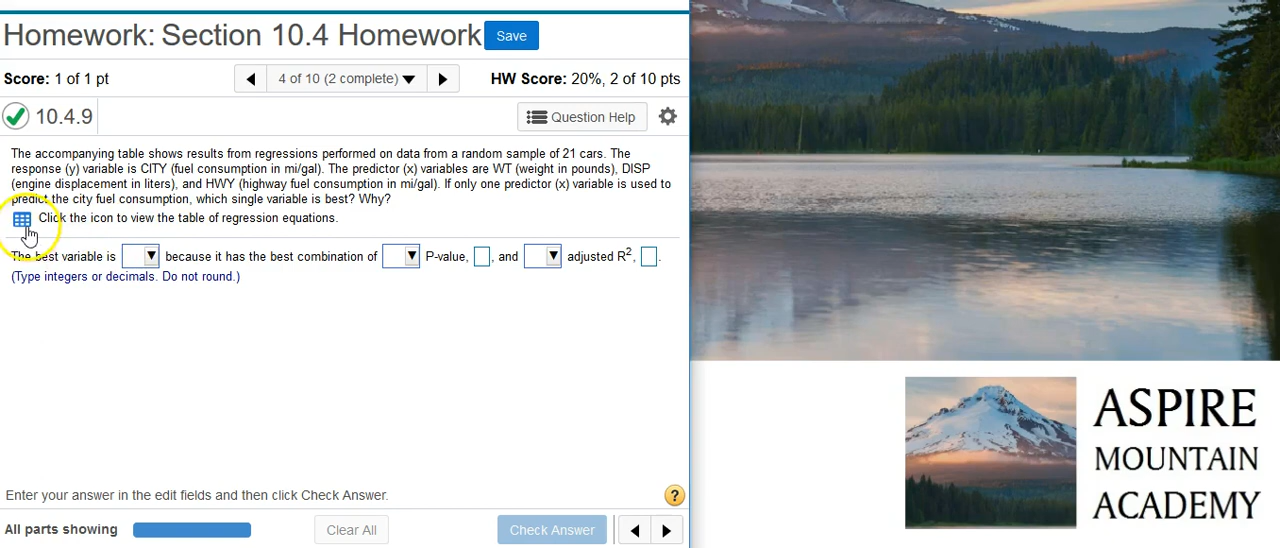 Homework: Section 10.4 Homework Save
Score: 1 of 1 pt 4 of 10 (2 complete) HW Score: 20%, 2 of 10 pts
10.4.9 Question Help
The accompanying table shows results from regressions performed on data from a random sample of 21 cars. The
response (y) variable is CITY (fuel consumption in mi/gal). The predictor (x) variables are WT (weight in pounds), DISP
(engine displacement in liters), and HWY (highway fuel consumption in mi/gal). If only one predictor (x) variable is used to
predict the city fuel consumption, which single variable is best? Why?
Click the icon to view the table of regression equations.
The best variable is because it has the best combination of P-value, , and adjusted R², .
(Type integers or decimals. Do not round.)
Enter your answer in the edit fields and then click Check Answer.
?
All parts showing Clear All Check Answer
ASPIRE
MOUNTAIN
ACADEMY